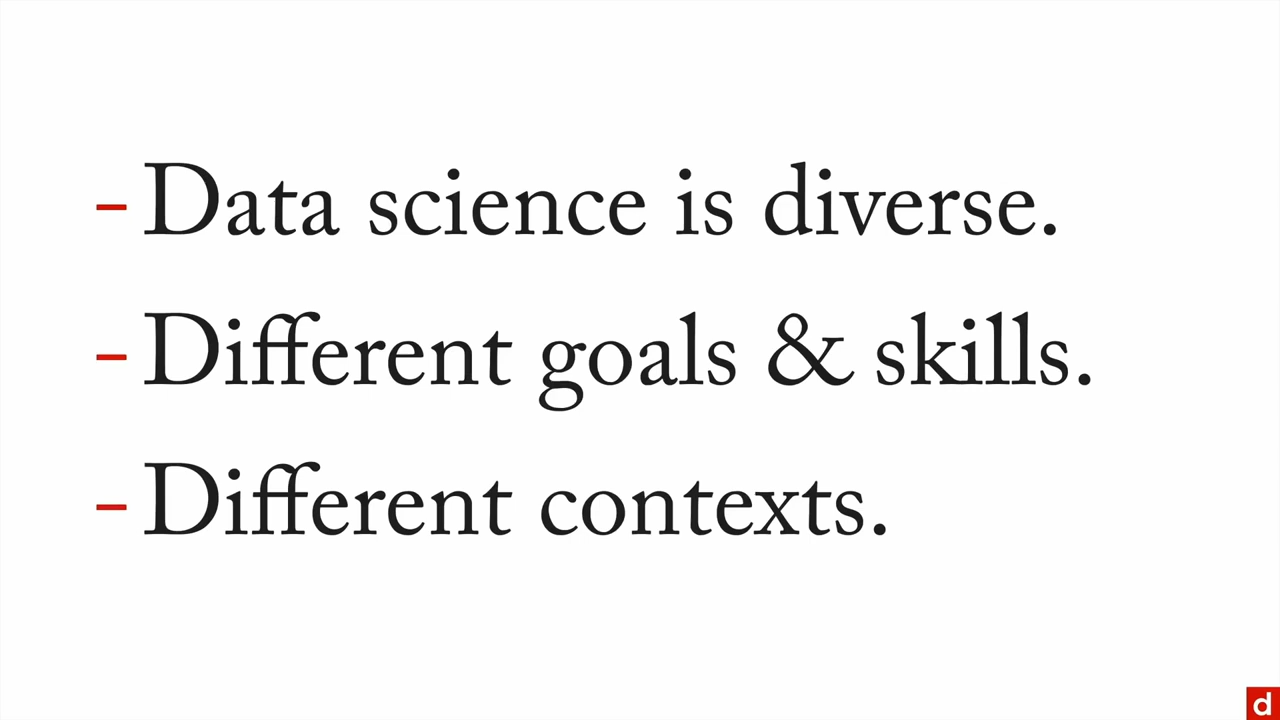 - Data science is diverse.
- Different goals & skills.
- Different contexts.
d